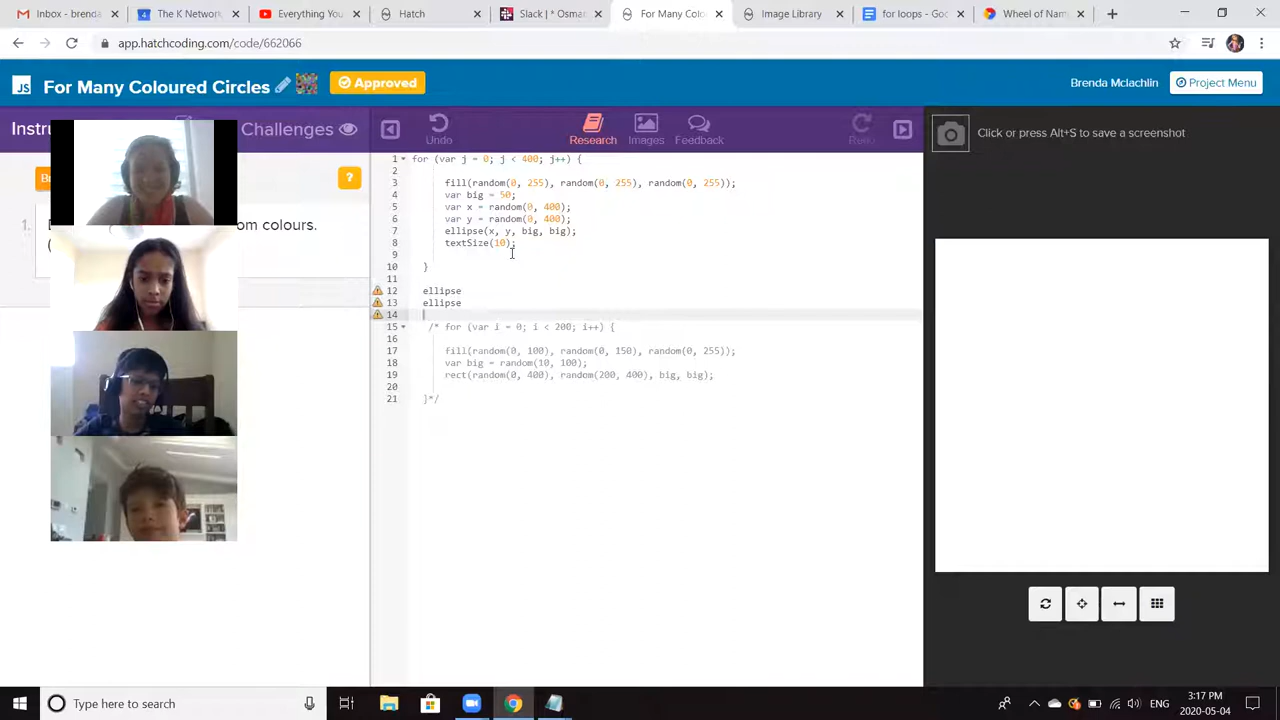 Inbox - brenda
The K Network
Everything You
Hatch
Slack | * Osma
For Many Colou
Image Library
for loops - Goo
Wheel of Nam
app.hatchcoding.com/code/662066
JS For Many Coloured Circles
Approved
Brenda Mclachlin
Project Menu
Challenges
Undo
Research
Images
Feedback
Click or press Alt+S to save a screenshot
?
1.
om colours.
1 for (var j = 0; j < 400; j++) {
2
3 fill(random(0, 255), random(0, 255), random(0, 255));
4 var big = 50;
5 var x = random(0, 400);
6 var y = random(0, 400);
7 ellipse(x, y, big, big);
8 textSize(10);
9
10 }
11
12 ellipse
13 ellipse
14
15 /* for (var i = 0; i < 200; i++) {
16
17 fill(random(0, 100), random(0, 150), random(0, 255));
18 var big = random(10, 100);
19 rect(random(0, 400), random(200, 400), big, big);
20
21 }*/
Type here to search
ENG
3:17 PM
2020-05-04